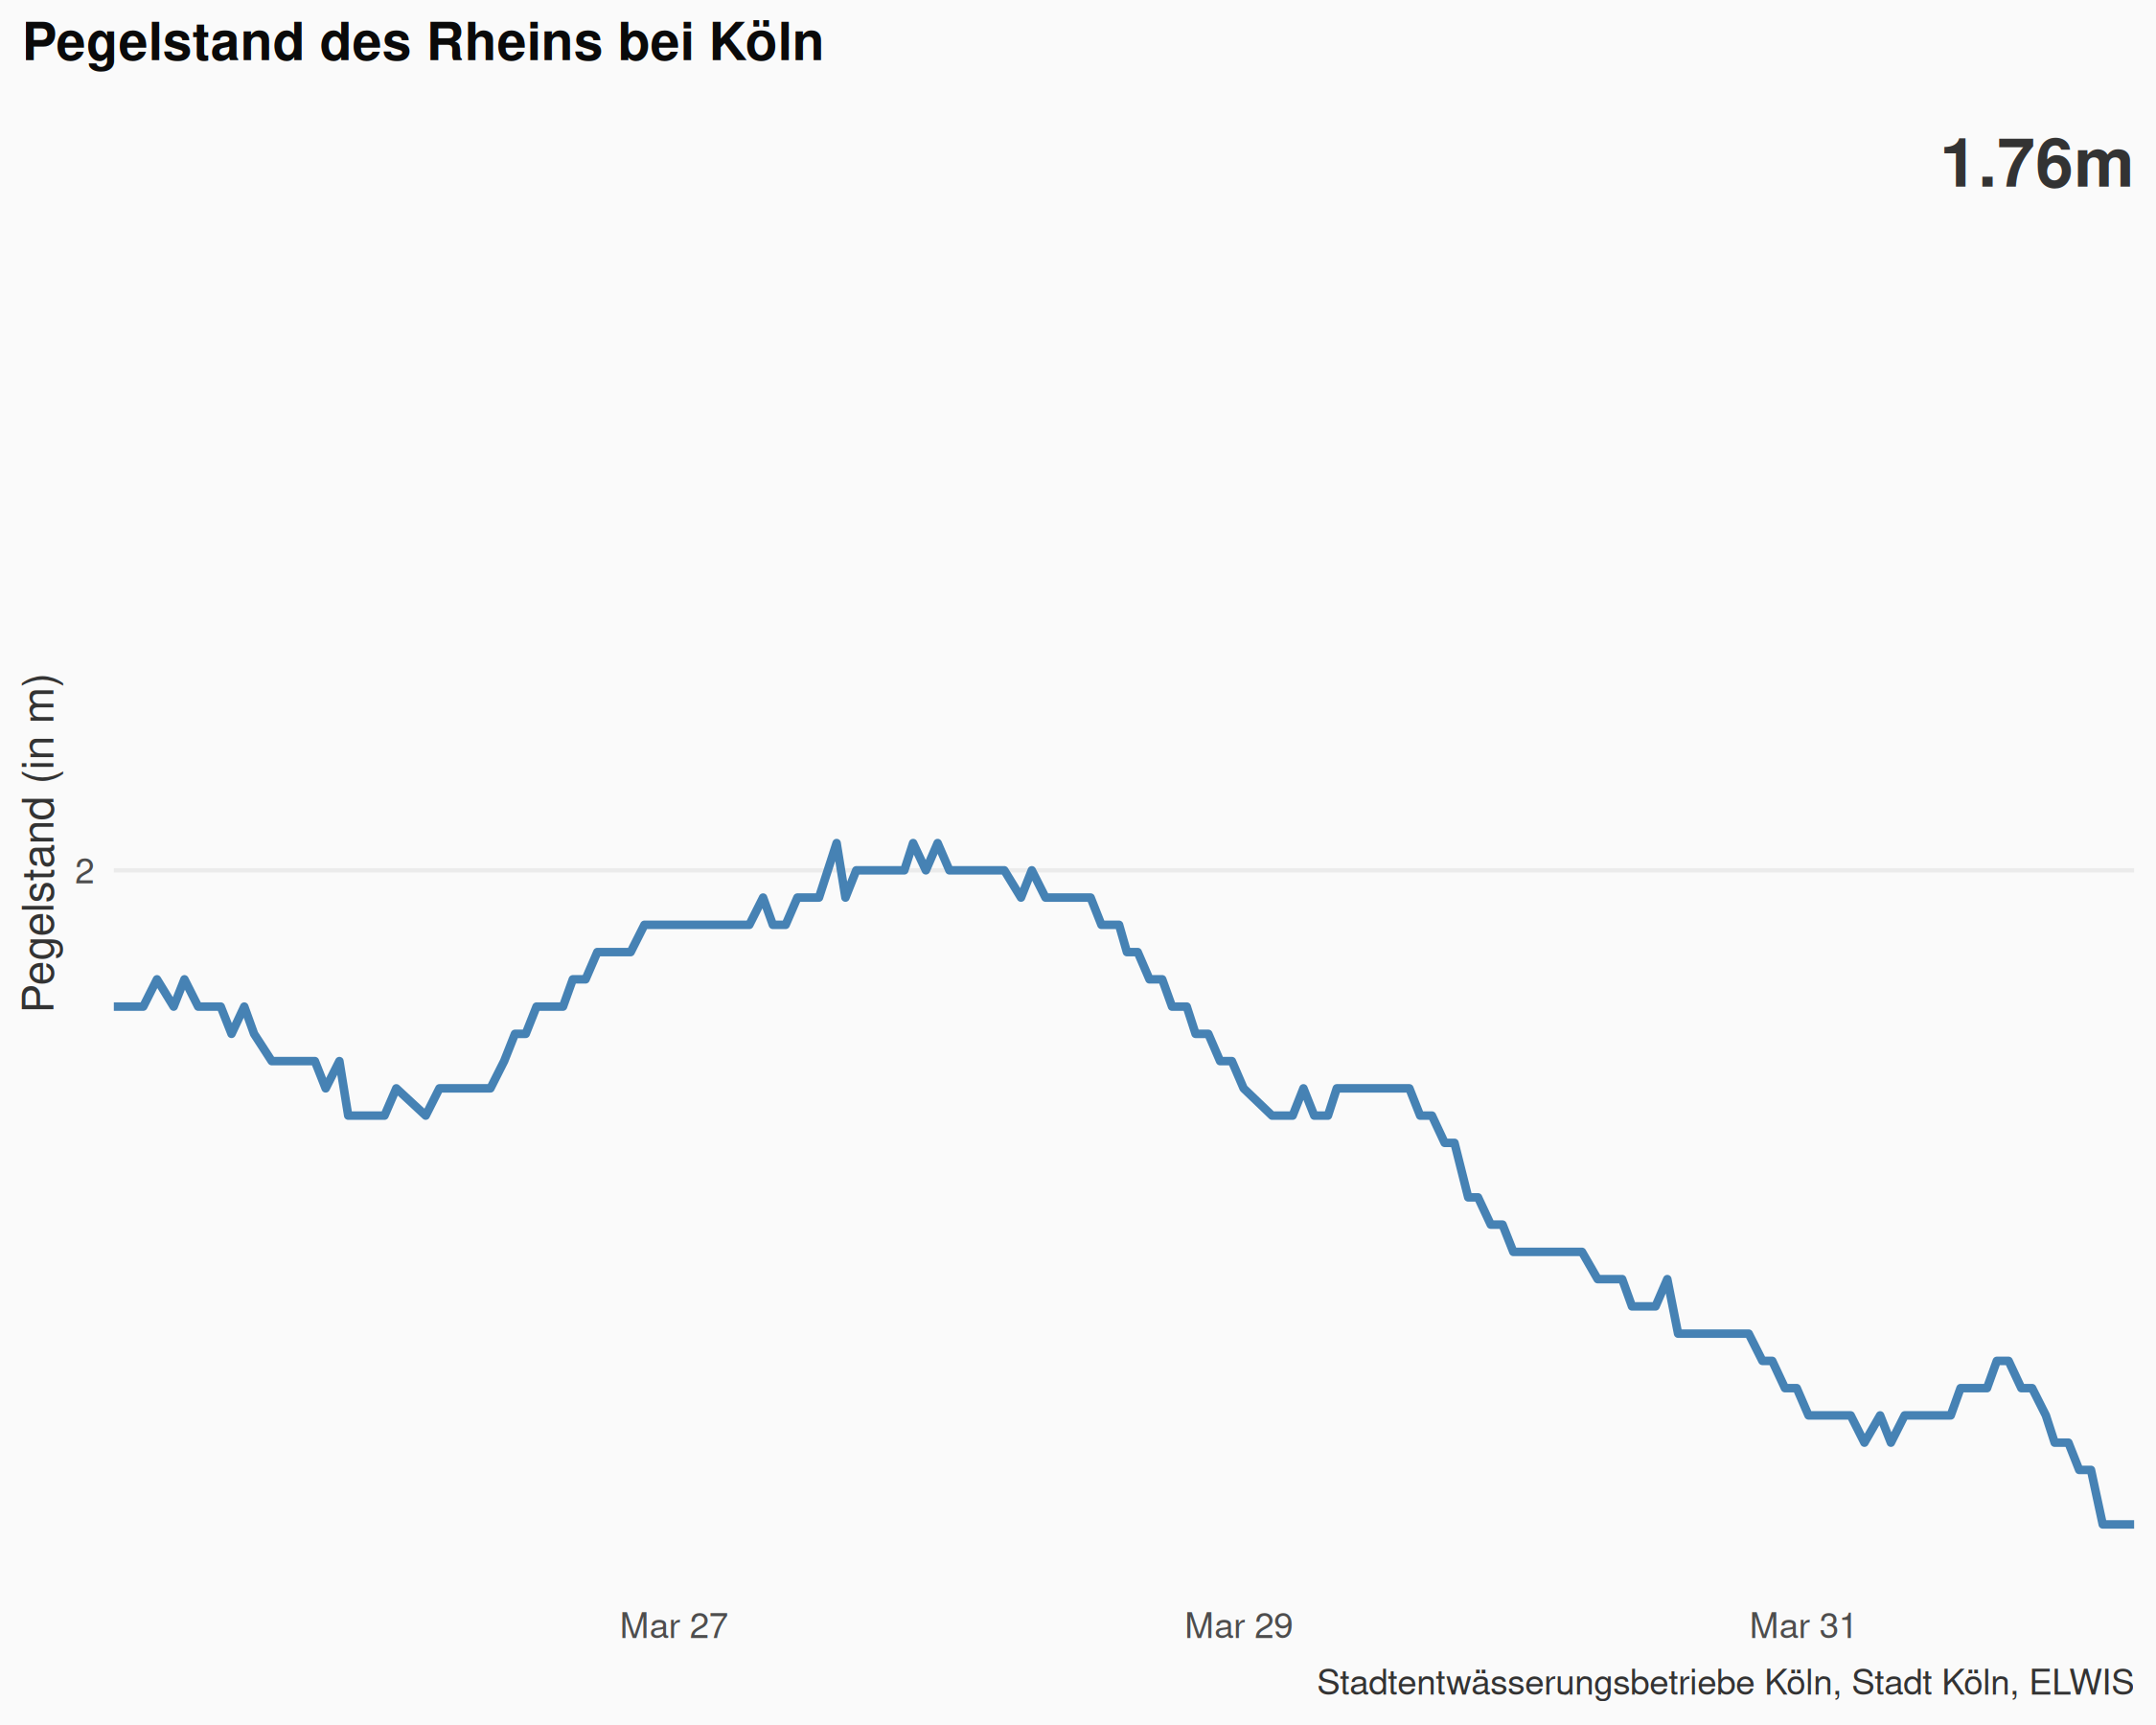 Pegelstand des Rheins bei Köln
1.76m
Pegelstand (in m)
2
Mar 27
Mar 29
Mar 31
Stadtentwässerungsbetriebe Köln, Stadt Köln, ELWIS